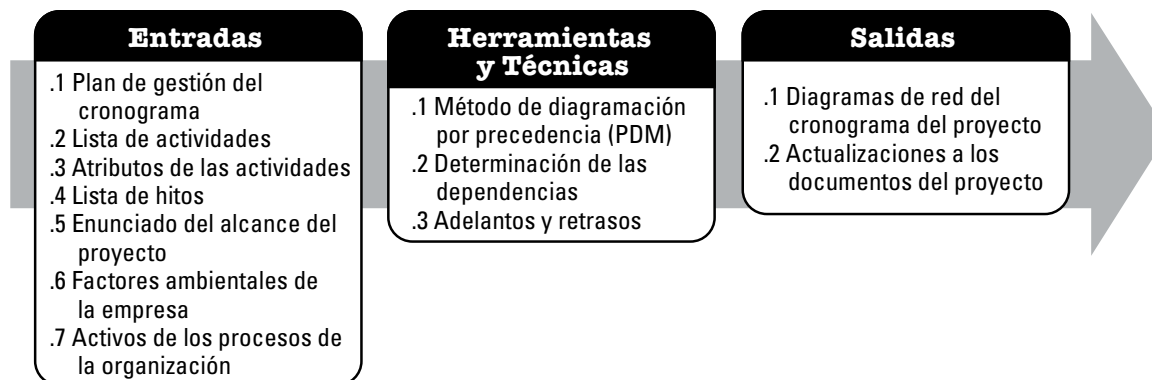 Entradas
.1 Plan de gestión del
cronograma
.2 Lista de actividades
.3 Atributos de las actividades
.4 Lista de hitos
.5 Enunciado del alcance del
proyecto
.6 Factores ambientales de
la empresa
.7 Activos de los procesos de
la organización
Herramientas
y Técnicas
.1 Método de diagramación
por precedencia (PDM)
.2 Determinación de las
dependencias
.3 Adelantos y retrasos
Salidas
.1 Diagramas de red del
cronograma del proyecto
.2 Actualizaciones a los
documentos del proyecto